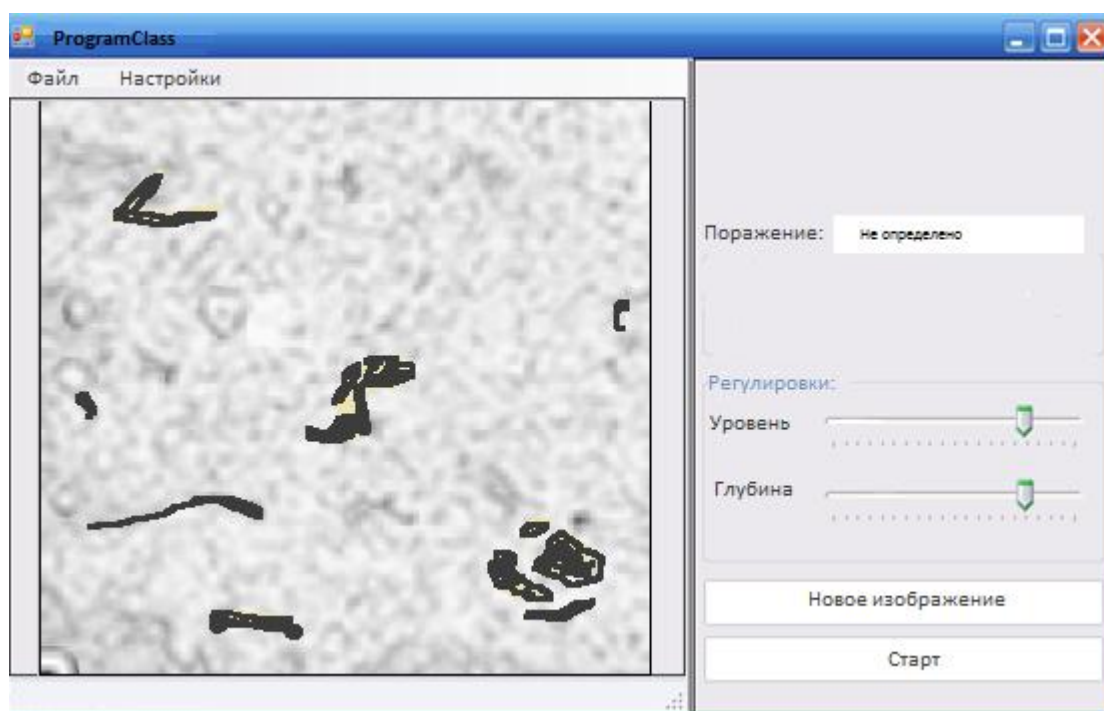 ProgramClass
Файл Настройки
Поражение: Не определено
Регулировки:
Уровень
Глубина
Новое изображение
Старт